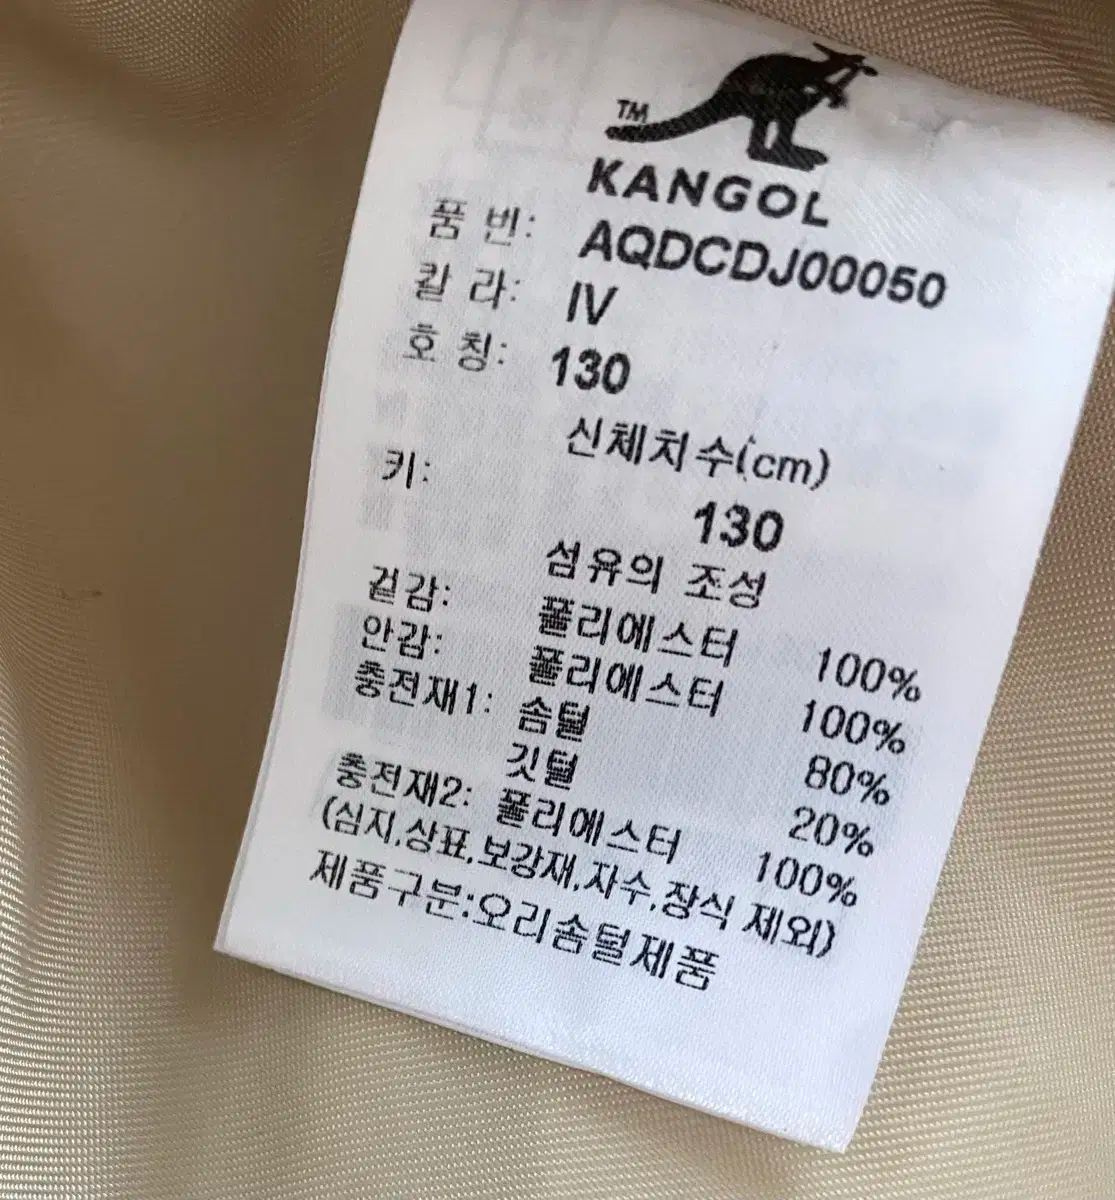 TM
KANGOL
품 번: AQDCDJ00050
칼 라: IV
호 칭: 130
신체치수(cm)
키: 130
섬유의 조성
겉감: 폴리에스터 100%
안감: 폴리에스터 100%
충전재1: 솜털 80%
깃털 20%
충전재2: 폴리에스터 100%
(심지,상표,보강재,자수,장식 제외)
제품구분:오리솜털제품